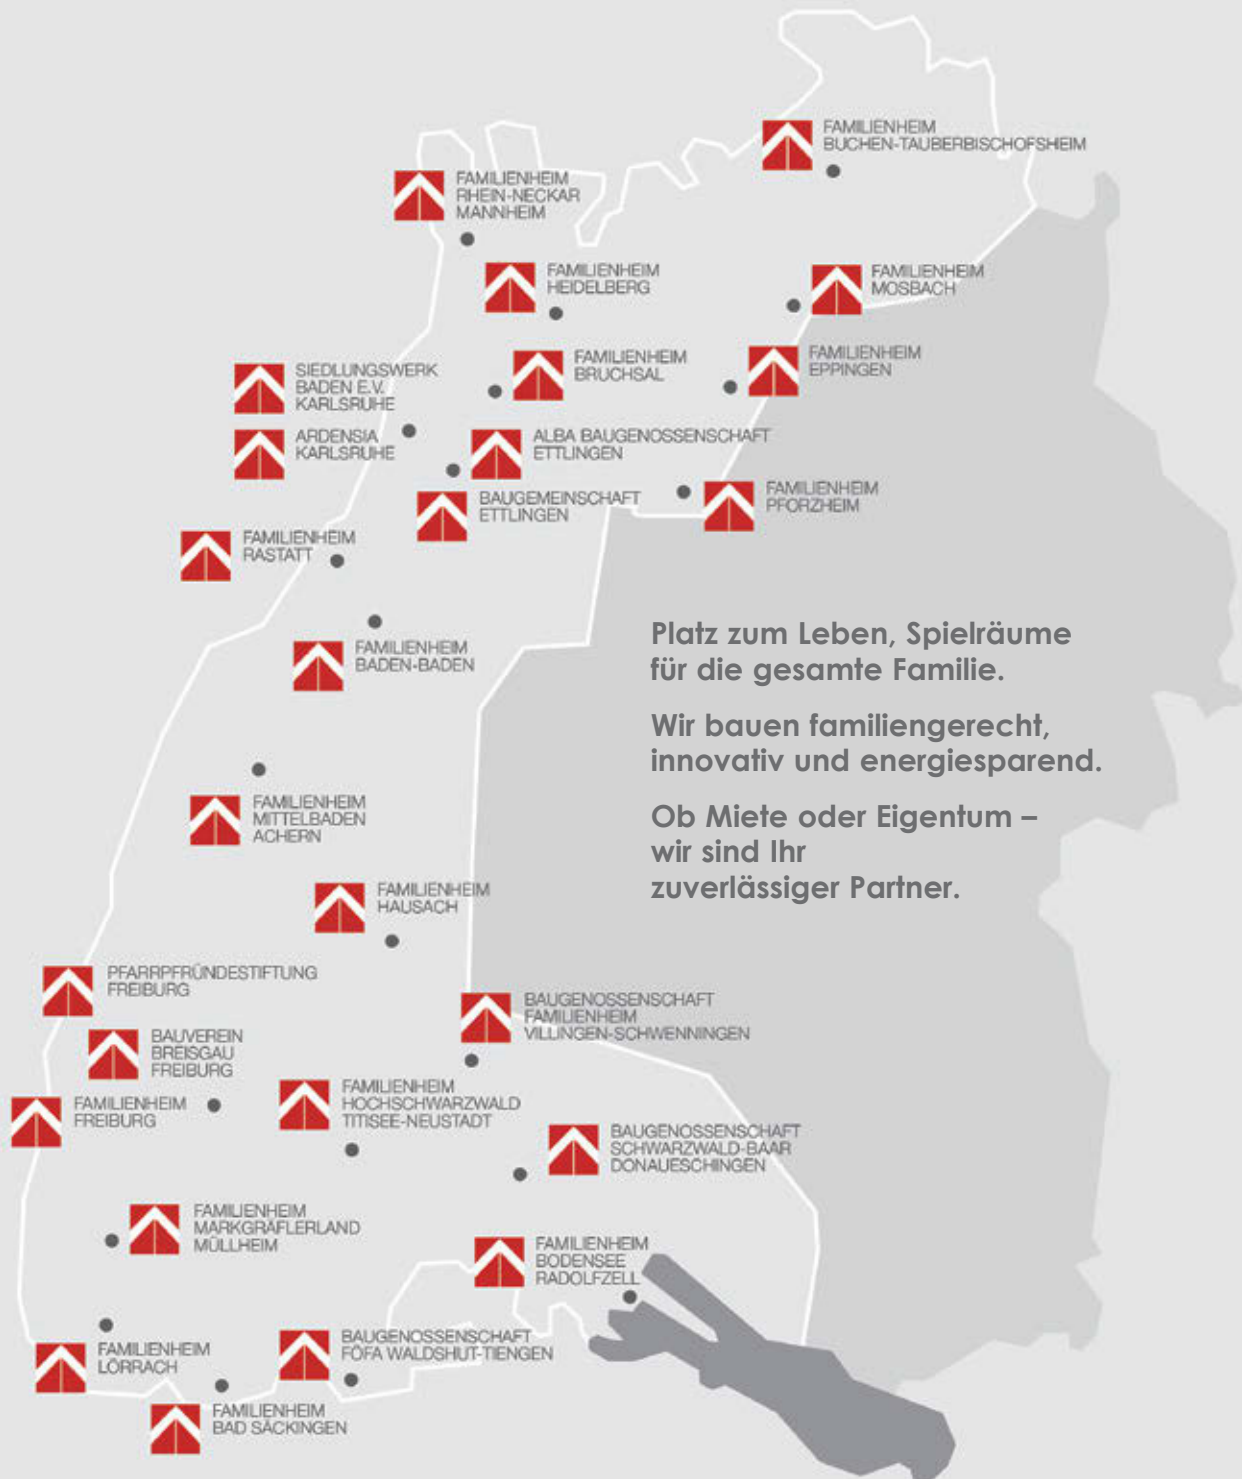 FAMILIENHEIM
BUCHEN-TAUBERBISCHOFSHEIM
FAMILIENHEIM
RHEIN-NECKAR
MANNHEIM
FAMILIENHEIM
HEIDELBERG
FAMILIENHEIM
MOSBACH
FAMILIENHEIM
BRUCHSAL
FAMILIENHEIM
EPPINGEN
SIEDLUNGSWERK
BADEN E.V.
KARLSRUHE
ARDENSIA
KARLSRUHE
ALBA BAUGENOSSENSCHAFT
ETTLINGEN
BAUGEMEINSCHAFT
ETTLINGEN
FAMILIENHEIM
PFORZHEIM
FAMILIENHEIM
RASTATT
FAMILIENHEIM
BADEN-BADEN
Platz zum Leben, Spielräume
für die gesamte Familie.
Wir bauen familiengerecht,
innovativ und energiesparend.
Ob Miete oder Eigentum –
wir sind Ihr
zuverlässiger Partner.
FAMILIENHEIM
MITTELBADEN
ACHERN
FAMILIENHEIM
HAUSACH
PFARRPFRÜNDESTIFTUNG
FREIBURG
BAUGENOSSENSCHAFT
FAMILIENHEIM
VILLINGEN-SCHWENNINGEN
BAUVEREIN
BREISGAU
FREIBURG
FAMILIENHEIM
FREIBURG
FAMILIENHEIM
HOCHSCHWARZWALD
TITISEE-NEUSTADT
BAUGENOSSENSCHAFT
SCHWARZWALD-BAAR
DONAUESCHINGEN
FAMILIENHEIM
MARKGRÄFLERLAND
MÜLLHEIM
FAMILIENHEIM
BODENSEE
RADOLFZELL
FAMILIENHEIM
LÖRRACH
BAUGENOSSENSCHAFT
FÖFA WALDSHUT-TIENGEN
FAMILIENHEIM
BAD SÄCKINGEN